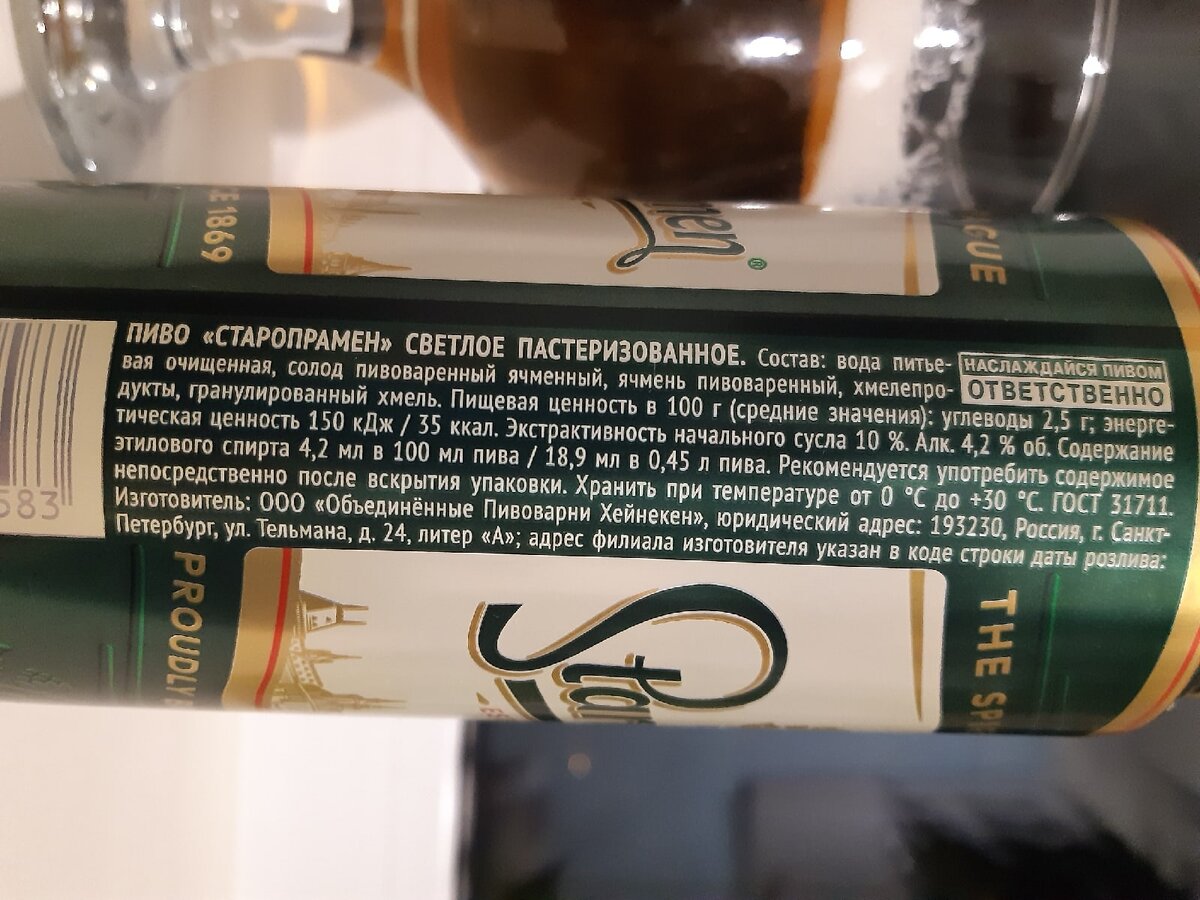 ПИВО «СТАРОПРАМЕН» СВЕТЛОЕ ПАСТЕРИЗОВАННОЕ. Состав: вода питье-
вая очищенная, солод пивоваренный ячменный, ячмень пивоваренный, хмелепро-
дукты, гранулированный хмель. Пищевая ценность в 100 г (средние значения): углеводы 2,5 г; энерге-
тическая ценность 150 кДж / 35 ккал. Экстрактивность начального сусла 10 %. Алк. 4,2 % об. Содержание
этилового спирта 4,2 мл в 100 мл пива / 18,9 мл в 0,45 л пива. Рекомендуется употребить содержимое
непосредственно после вскрытия упаковки. Хранить при температуре от 0 °С до +30 °С. ГОСТ 31711.
Изготовитель: ООО «Объединённые Пивоварни Хейнекен», юридический адрес: 193230, Россия, г. Санкт-
Петербург, ул. Тельмана, д. 24, литер «А»; адрес филиала изготовителя указан в коде строки даты розлива:
НАСЛАЖДАЙСЯ ПИВОМ
ОТВЕТСТВЕННО
583
1869
®
THE
PROUDLY